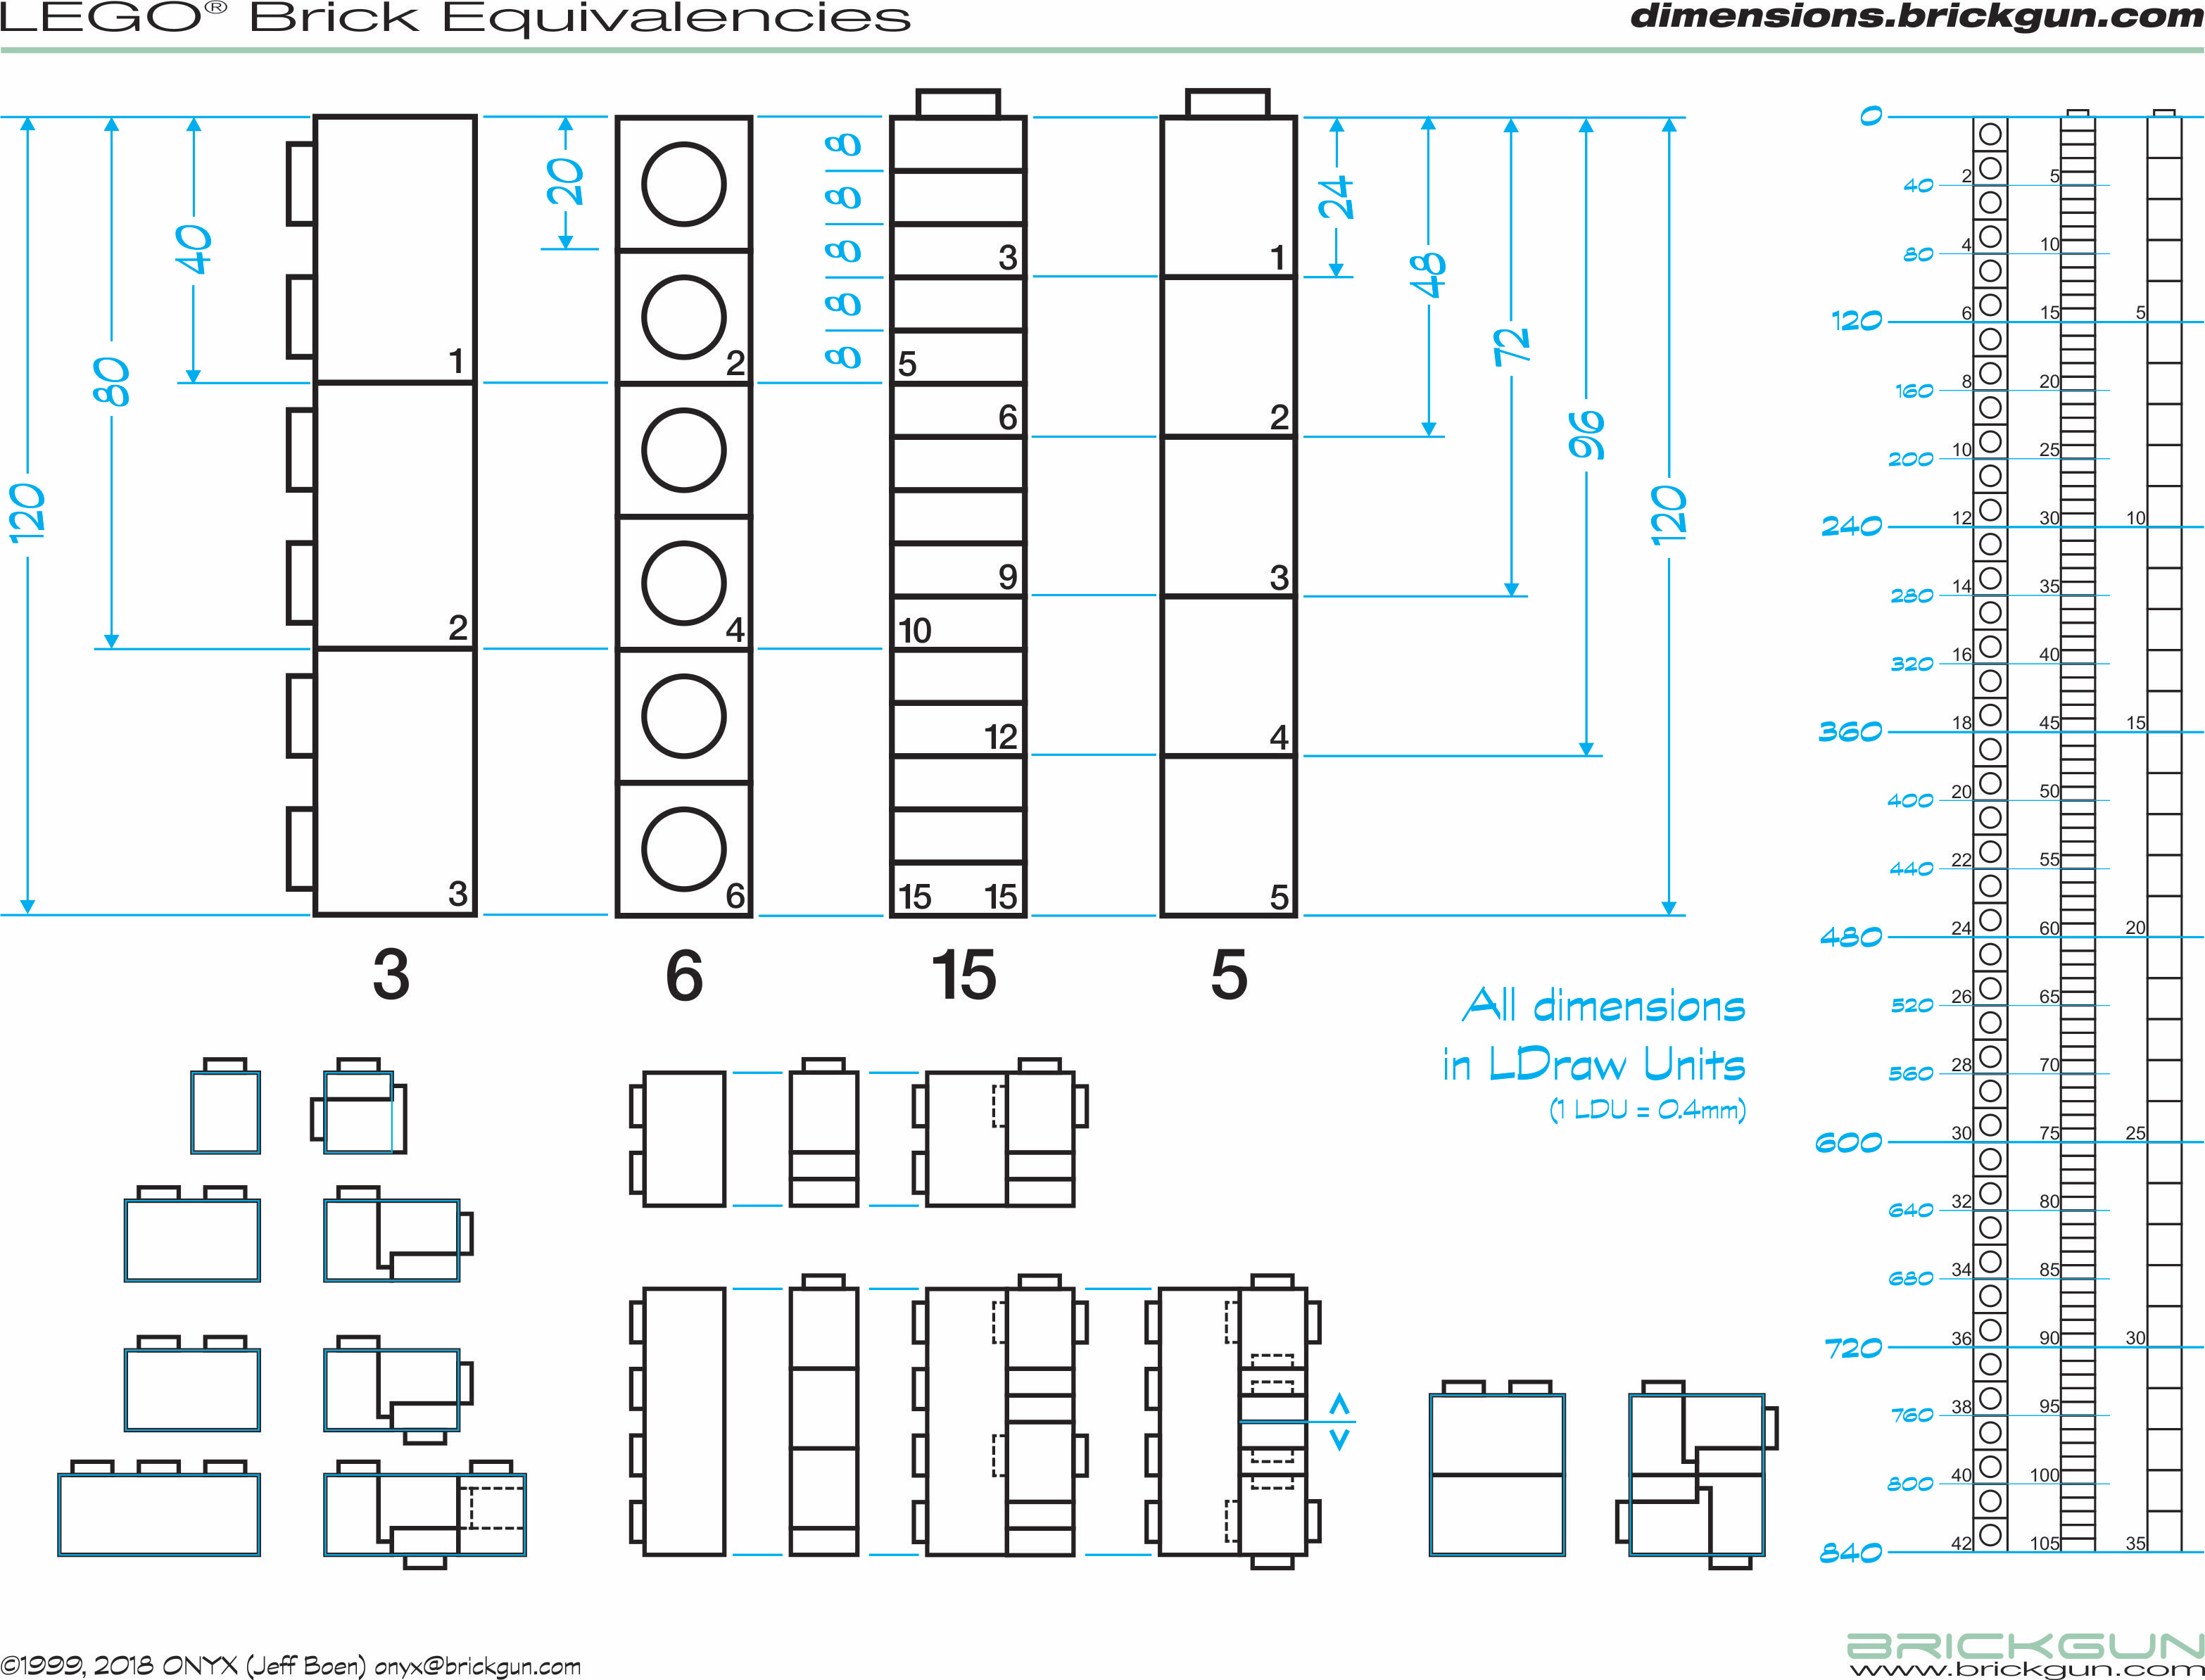 LEGO® Brick Equivalencies
dimensions.brickgun.com
120
80
40
1
2
3
20
2
4
6
8
8
8
8
8
3
5
6
9
10
12
15 15
1
2
3
4
5
24
48
72
96
120
3 6 15 5
All dimensions
in LDraw Units
(1 LDU = 0.4mm)
0
40 2 5
80 4 10
120 6 15 5
160 8 20
200 10 25
240 12 30 10
280 14 35
320 16 40
360 18 45 15
400 20 50
440 22 55
480 24 60 20
520 26 65
560 28 70
600 30 75 25
640 32 80
680 34 85
720 36 90 30
760 38 95
800 40 100
840 42 105 35
©1999, 2018 ONYX (Jeff Boen) onyx@brickgun.com
BRICKGUN
www.brickgun.com